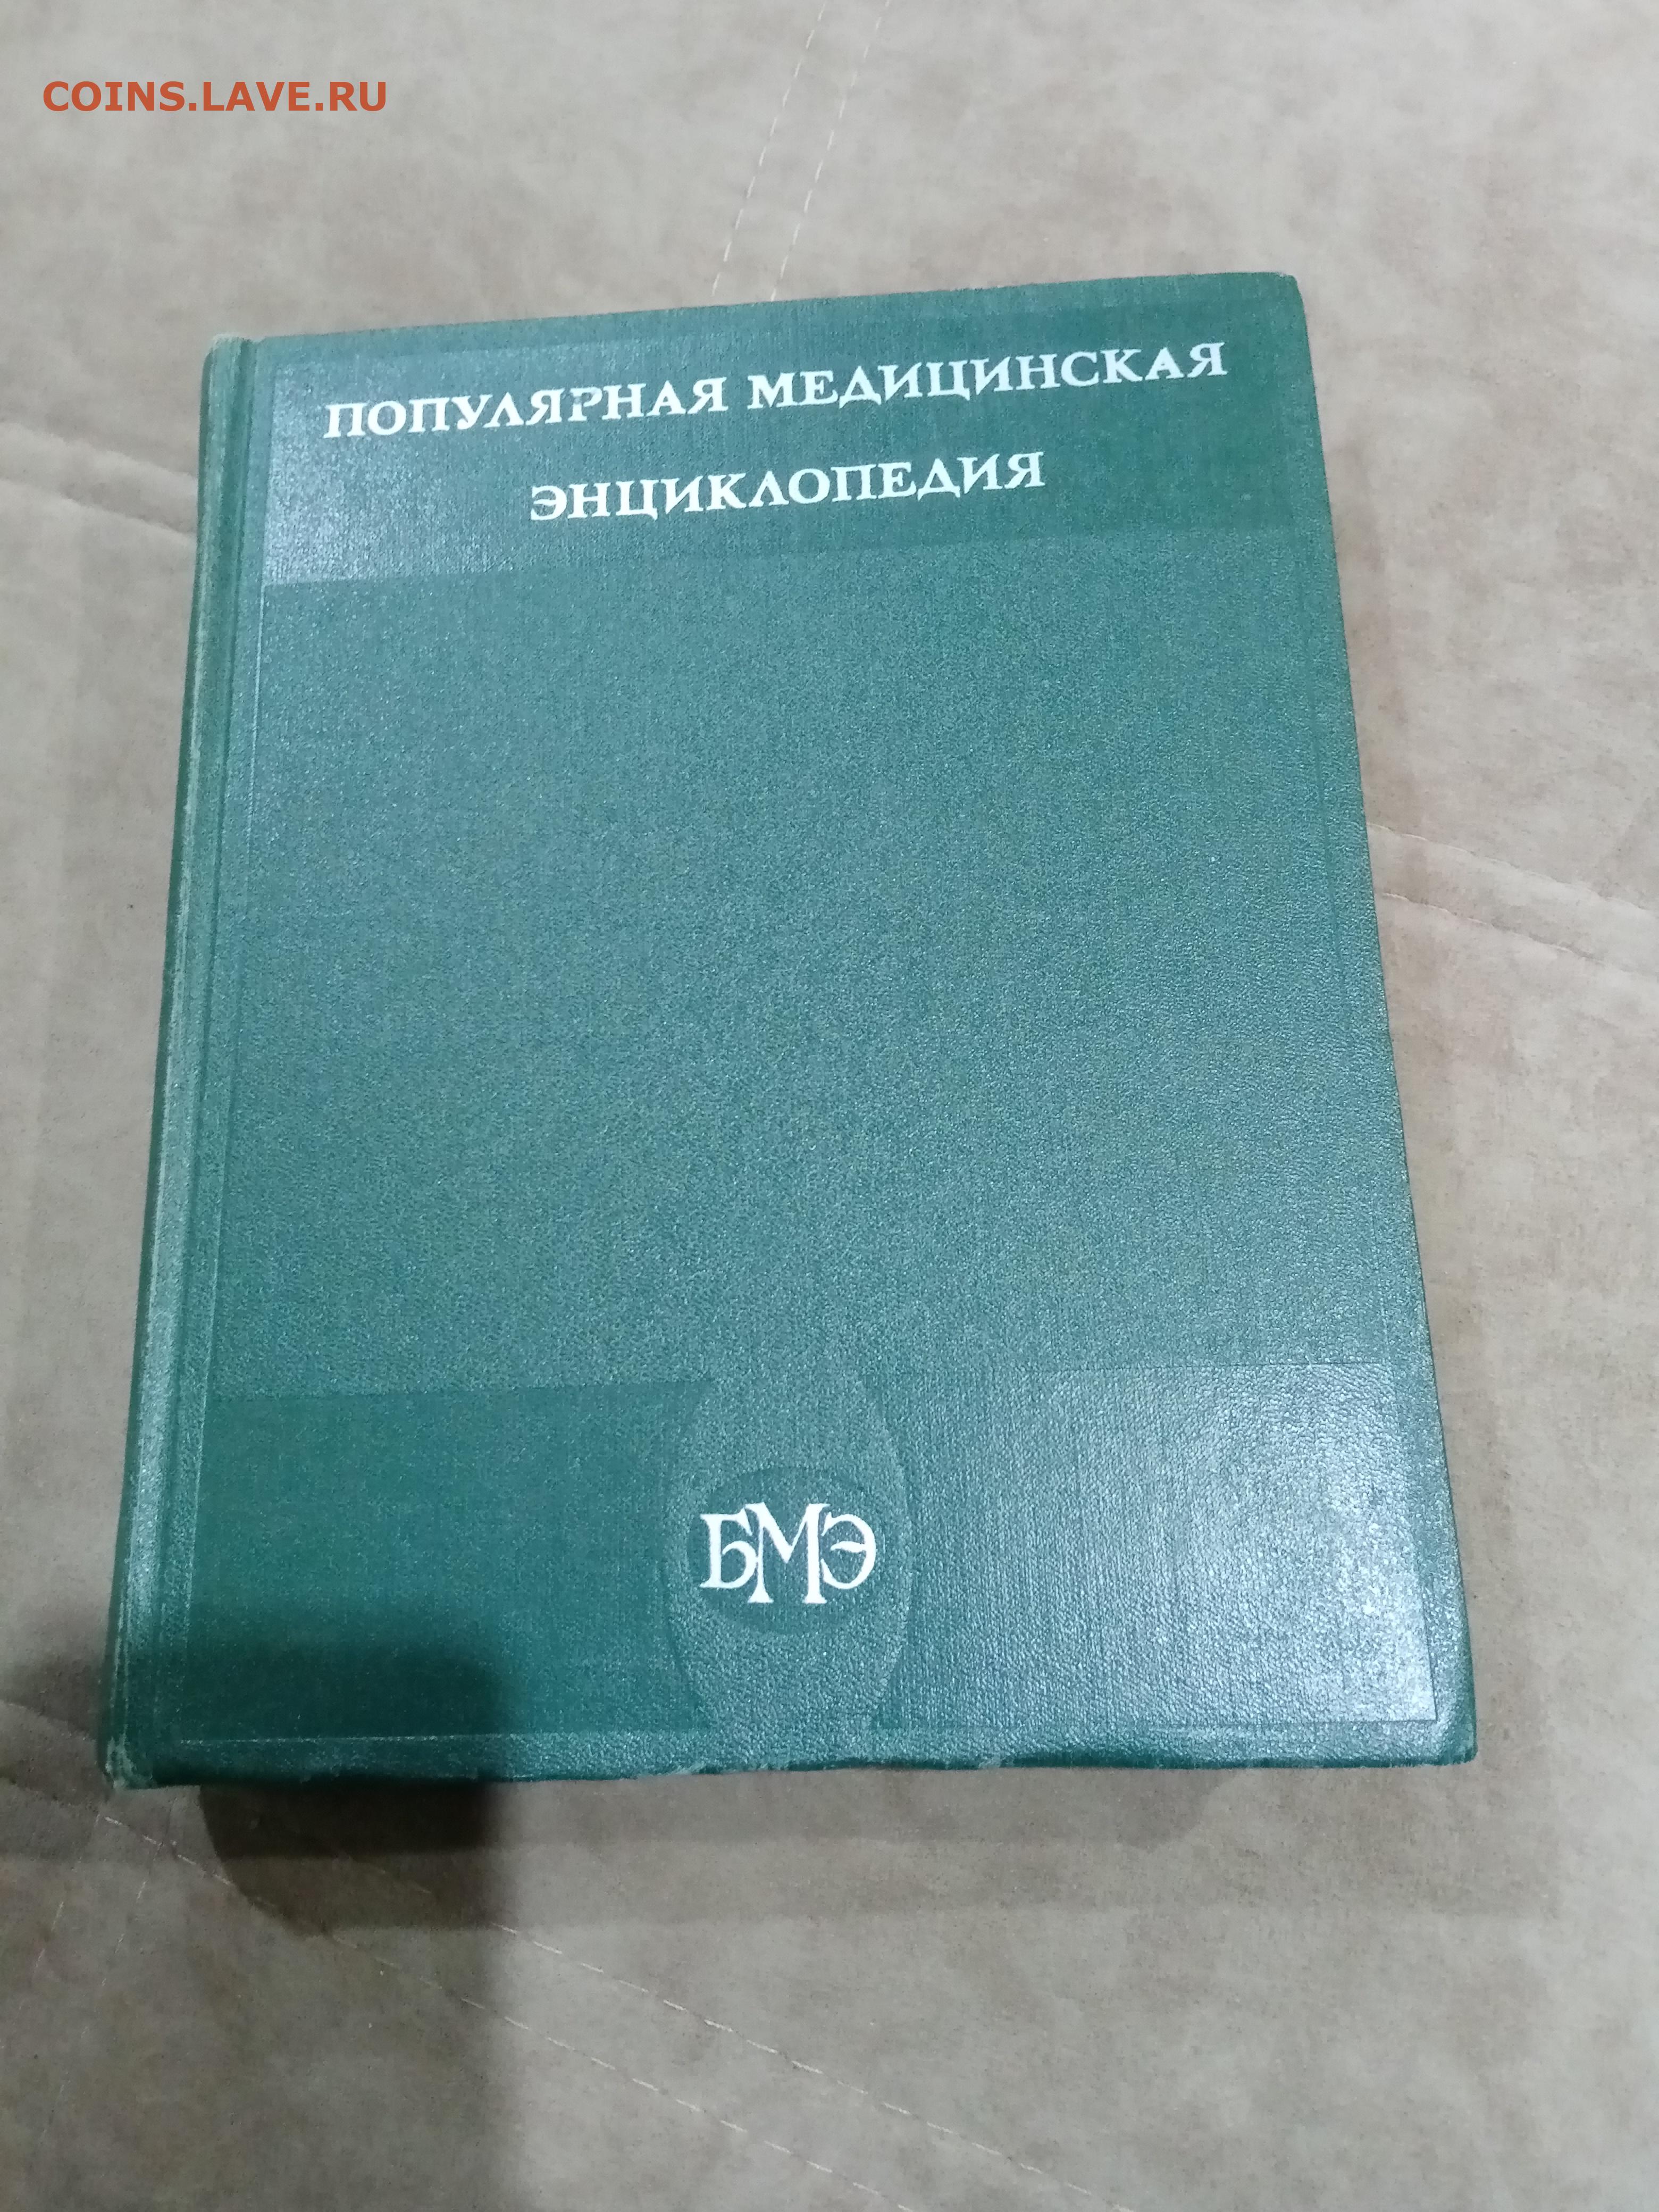 COINS.LAVE.RU
ПОПУЛЯРНАЯ МЕДИЦИНСКАЯ
ЭНЦИКЛОПЕДИЯ
БМЭ